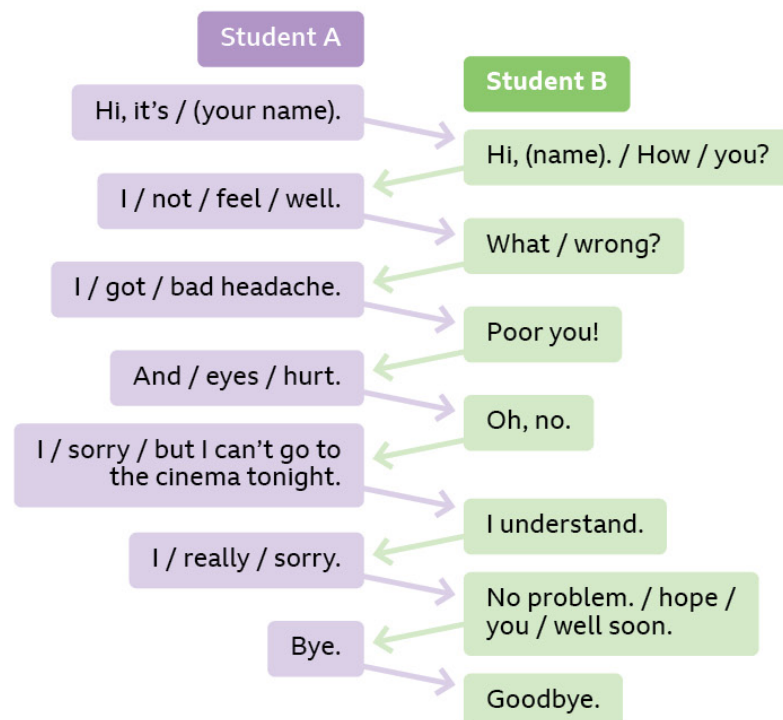 Student A
Student B
Hi, it's / (your name).
Hi, (name). / How / you?
I / not / feel / well.
What / wrong?
I / got / bad headache.
Poor you!
And / eyes / hurt.
Oh, no.
I / sorry / but I can't go to
the cinema tonight.
I understand.
I / really / sorry.
No problem. / hope /
you / well soon.
Bye.
Goodbye.